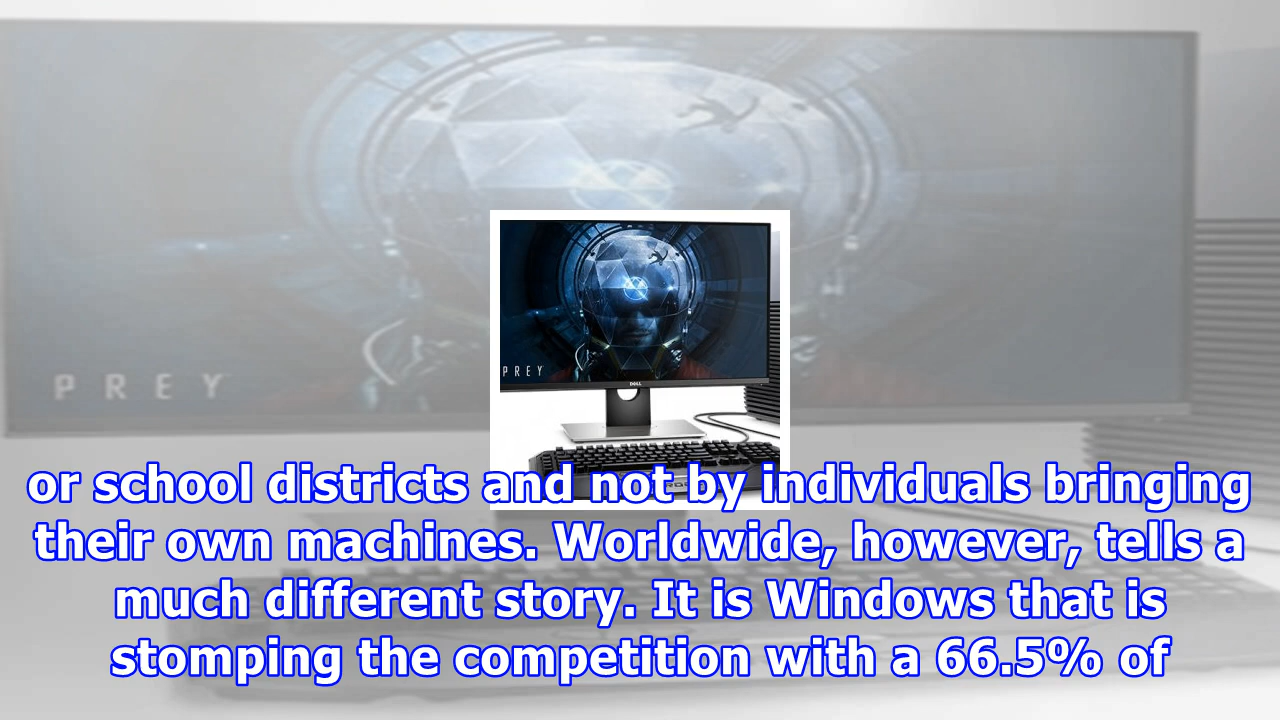 PREY
PREY
DELL
or school districts and not by individuals bringing
their own machines. Worldwide, however, tells a
much different story. It is Windows that is
stomping the competition with a 66.5% of